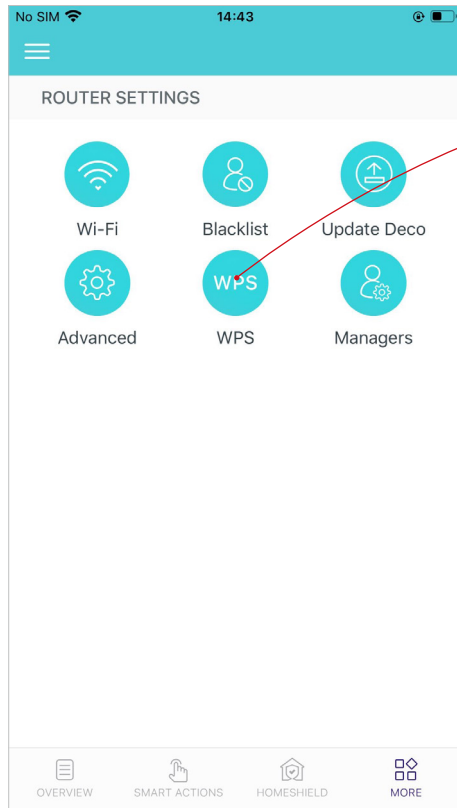 No SIM 14:43
ROUTER SETTINGS
Wi-Fi Blacklist Update Deco
WPS
Advanced WPS Managers
OVERVIEW SMART ACTIONS HOMESHIELD MORE